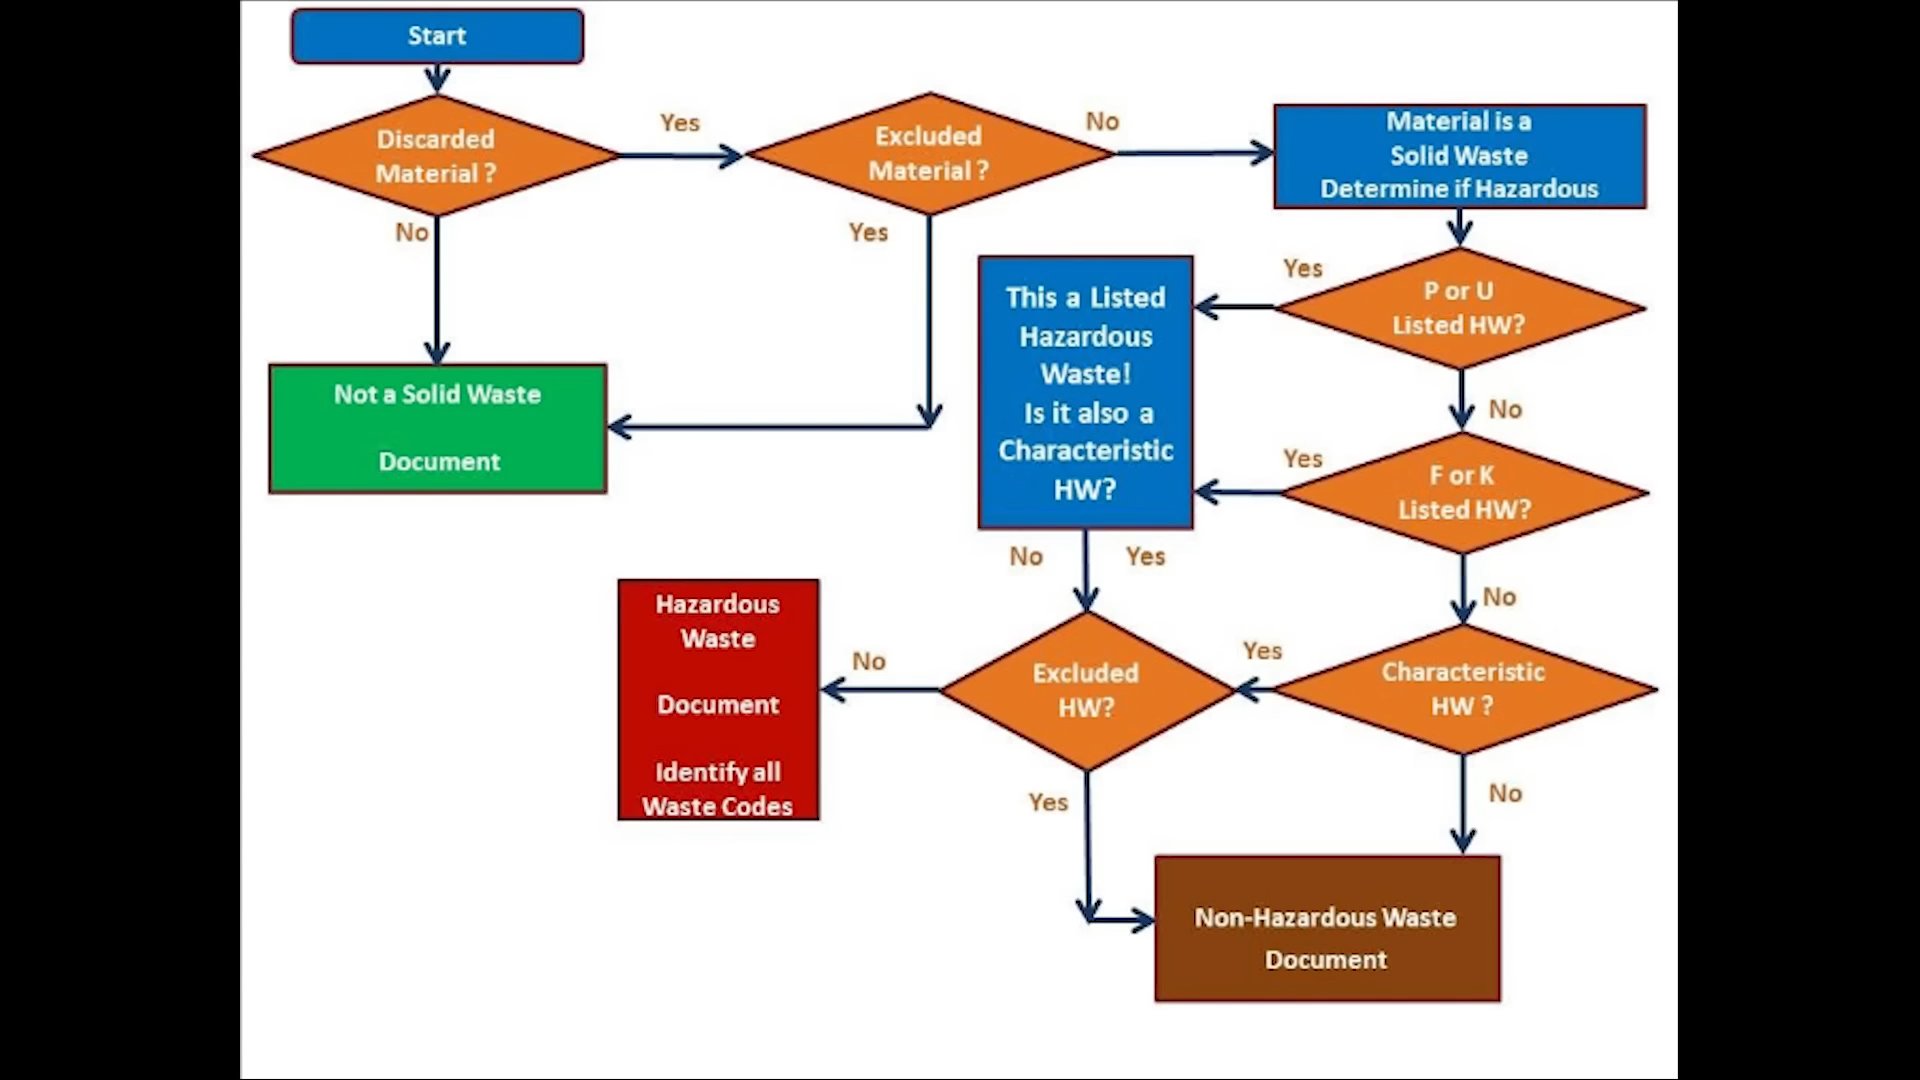 Start
Discarded
Material ?
Yes
No
Excluded
Material ?
No
Yes
Material is a
Solid Waste
Determine if Hazardous
Not a Solid Waste
Document
This a Listed
Hazardous
Waste!
Is it also a
Characteristic
HW?
No
Yes
Yes
P or U
Listed HW?
No
Yes
F or K
Listed HW?
No
Yes
Characteristic
HW ?
No
Excluded
HW?
No
Yes
Hazardous
Waste
Document
Identify all
Waste Codes
Non-Hazardous Waste
Document